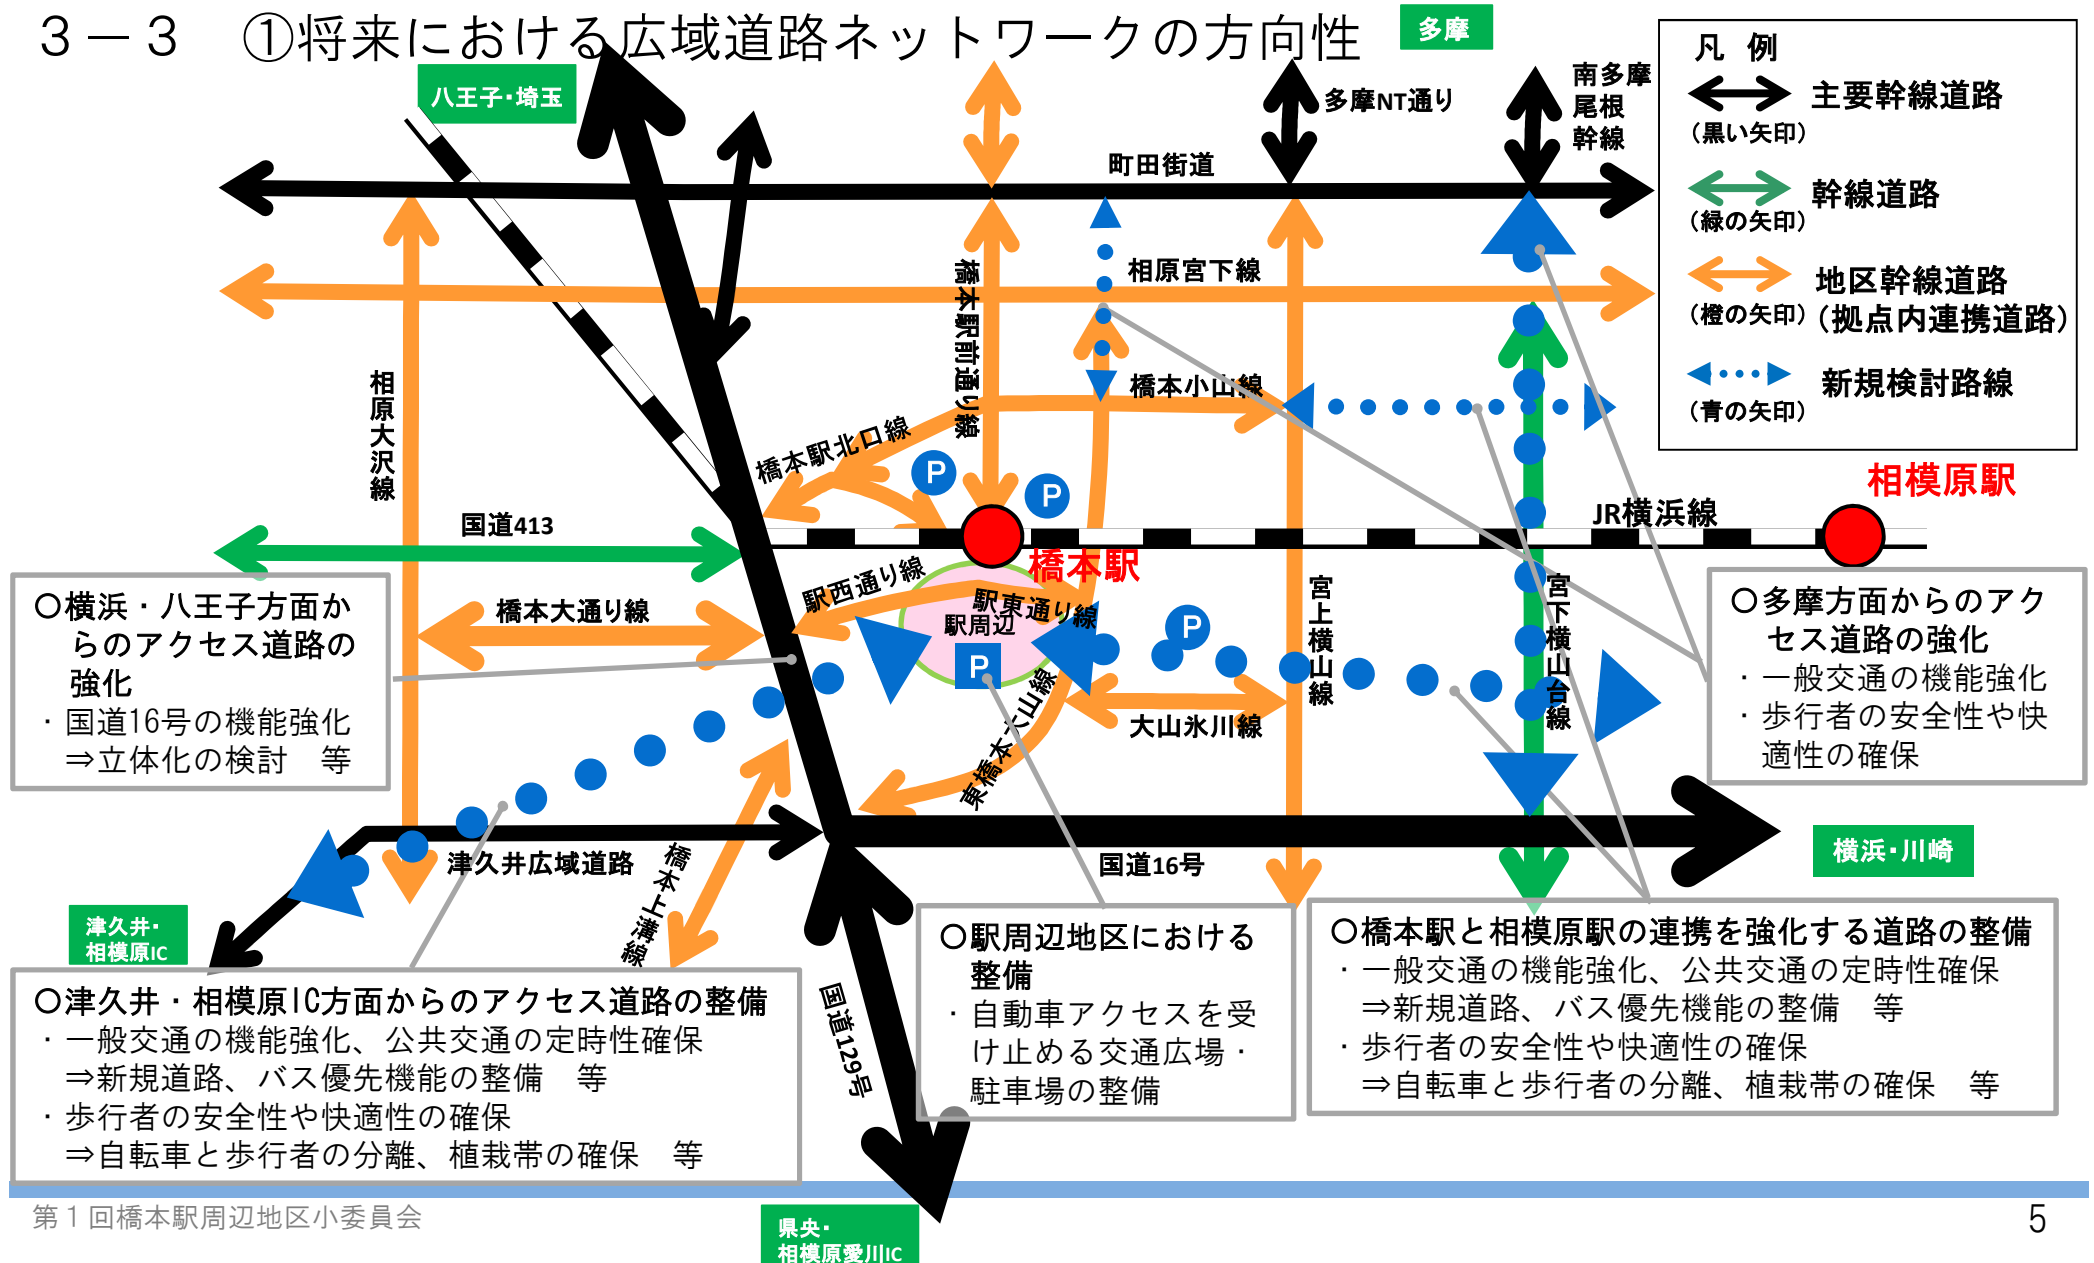 3－3　①将来における広域道路ネットワークの方向性
多摩
八王子・埼玉
多摩NT通り
南多摩
尾根
幹線
凡 例
主要幹線道路
（黒い矢印）
幹線道路
（緑の矢印）
地区幹線道路
（橙の矢印）
（拠点内連携道路）
新規検討路線
（青の矢印）
町田街道
相原宮下線
橋本駅前通り線
相原大沢線
橋本小山線
橋本駅北口線
P
P
相模原駅
国道413
JR横浜線
橋本駅
駅西通り線
駅東通り線
駅周辺
P
P
橋本大通り線
宮上横山線
宮下横山台線
東橋本大山線
大山氷川線
〇横浜・八王子方面か
らのアクセス道路の
強化
・国道16号の機能強化
⇒立体化の検討　等
〇多摩方面からのアク
セス道路の強化
・一般交通の機能強化
・歩行者の安全性や快
適性の確保
津久井広域道路
橋本上溝線
国道16号
横浜・川崎
津久井・
相模原IC
国道129号
〇津久井・相模原IC方面からのアクセス道路の整備
・一般交通の機能強化、公共交通の定時性確保
⇒新規道路、バス優先機能の整備　等
・歩行者の安全性や快適性の確保
⇒自転車と歩行者の分離、植栽帯の確保　等
〇駅周辺地区における
整備
・自動車アクセスを受
け止める交通広場・
駐車場の整備
〇橋本駅と相模原駅の連携を強化する道路の整備
・一般交通の機能強化、公共交通の定時性確保
⇒新規道路、バス優先機能の整備　等
・歩行者の安全性や快適性の確保
⇒自転車と歩行者の分離、植栽帯の確保　等
第１回橋本駅周辺地区小委員会
県央・
相模原愛川IC
5